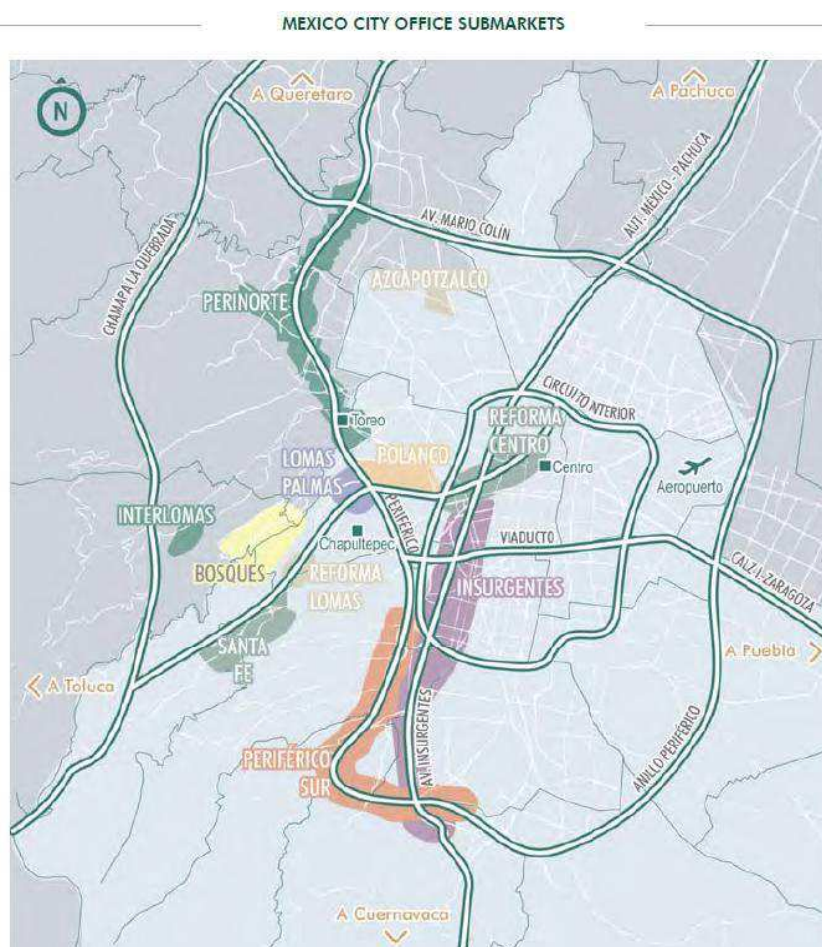 MEXICO CITY OFFICE SUBMARKETS
N
A Queretaro
A Pachuca
AUT. MÉXICO - PACHUCA
AV. MARIO COLÍN
CHAMAPA LA QUEBRADA
AZCAPOTZALCO
PERINORTE
CIRCUITO NTERIOR
Toreo
REFORMA
CENTRO
LOMAS
PALMAS
POLANCO
Centro
Aeropuerto
INTERLOMAS
PERIFÉRICO
Chapultepec
VIADUCTO
BOSQUES
REFORMA
LOMAS
INSURGENTES
CALZ-I-ZARAGOZA
SANTA
FE
A Toluca
A Puebla
AV. INSURGENTES
ANILLO PERIFÉRICO
PERIFÉRICO
SUR
A Cuernavaca